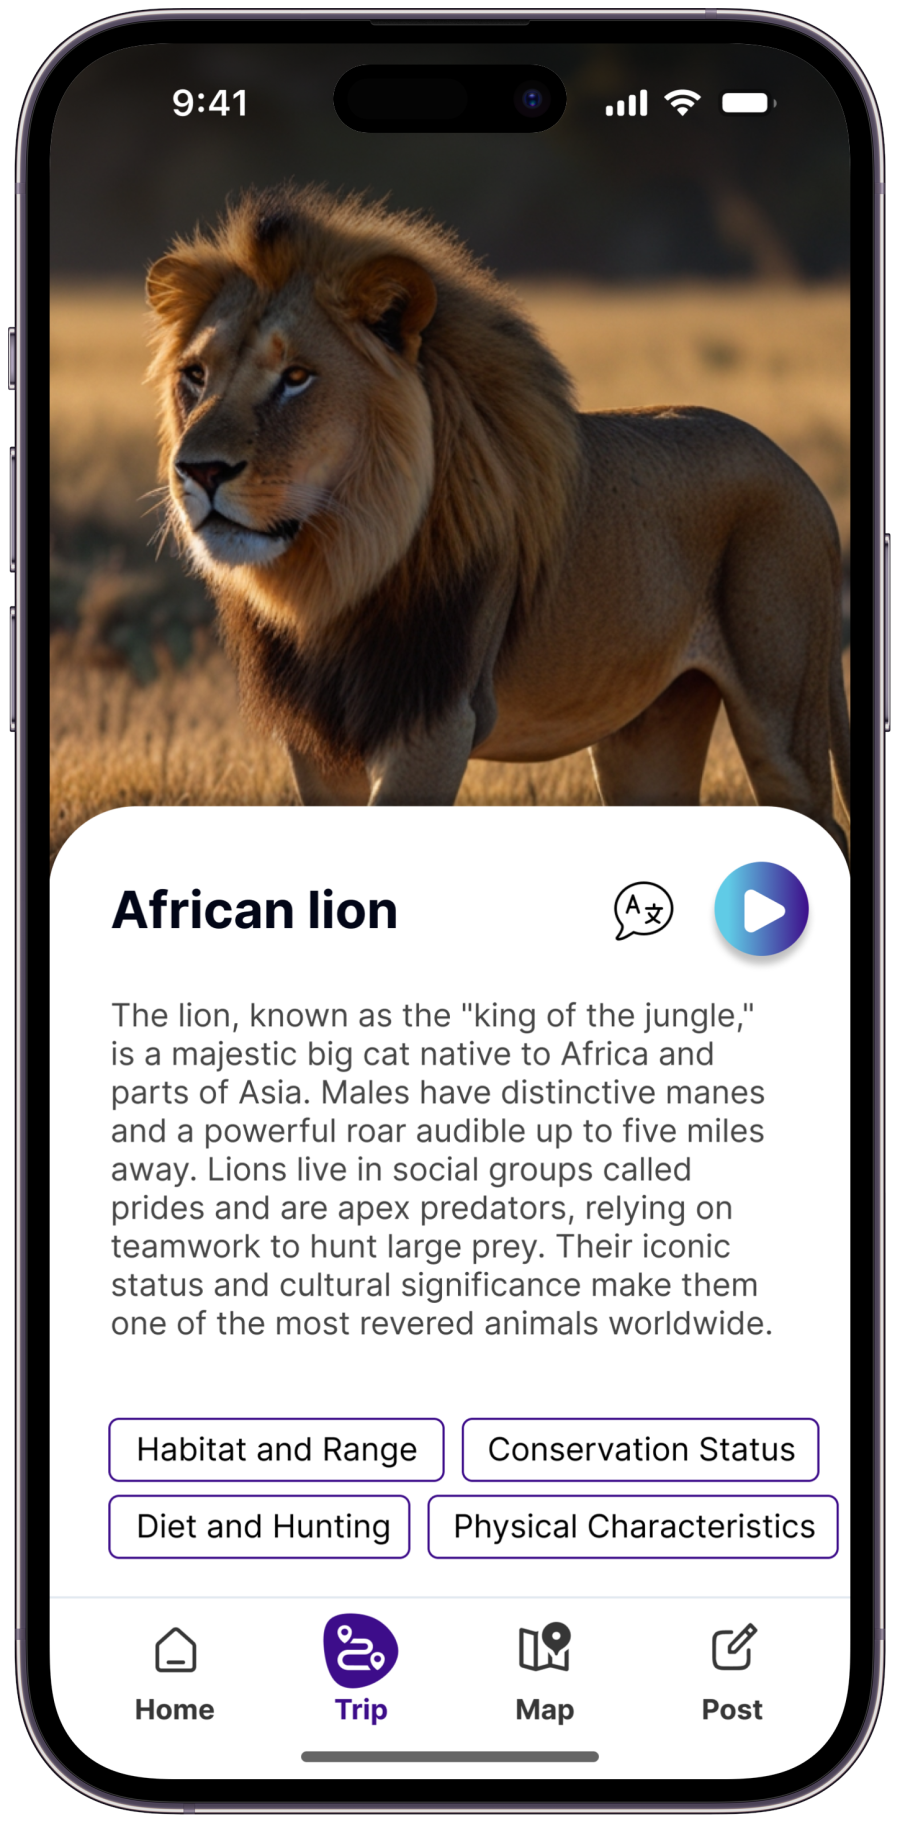 9:41
African lion
A文
The lion, known as the "king of the jungle,"
is a majestic big cat native to Africa and
parts of Asia. Males have distinctive manes
and a powerful roar audible up to five miles
away. Lions live in social groups called
prides and are apex predators, relying on
teamwork to hunt large prey. Their iconic
status and cultural significance make them
one of the most revered animals worldwide.
Habitat and Range Conservation Status
Diet and Hunting Physical Characteristics
Home Trip Map Post